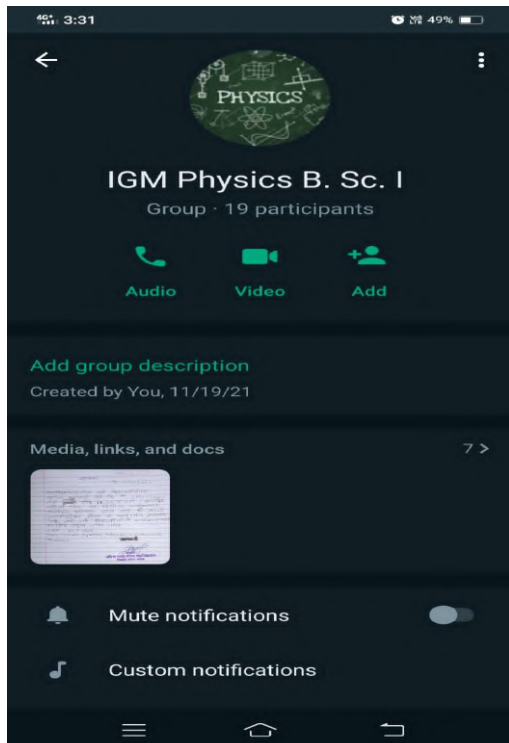 4G+ 3:31 49%
PHYSICS
IGM Physics B. Sc. I
Group · 19 participants
Audio Video Add
Add group description
Created by You, 11/19/21
Media, links, and docs 7 >
Mute notifications
Custom notifications